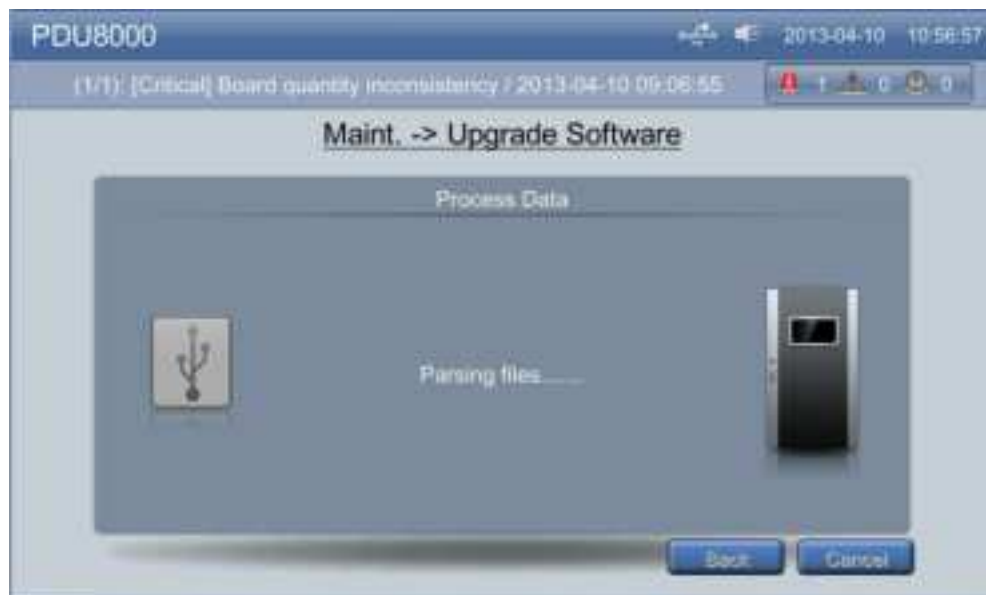 PDU8000 2013-04-10 10:56:57
(1/1): [Critical] Board quantity inconsistency / 2013-04-10 09:06:55 1 0 0
Maint. -> Upgrade Software
Process Data
Parsing files......
Back Cancel